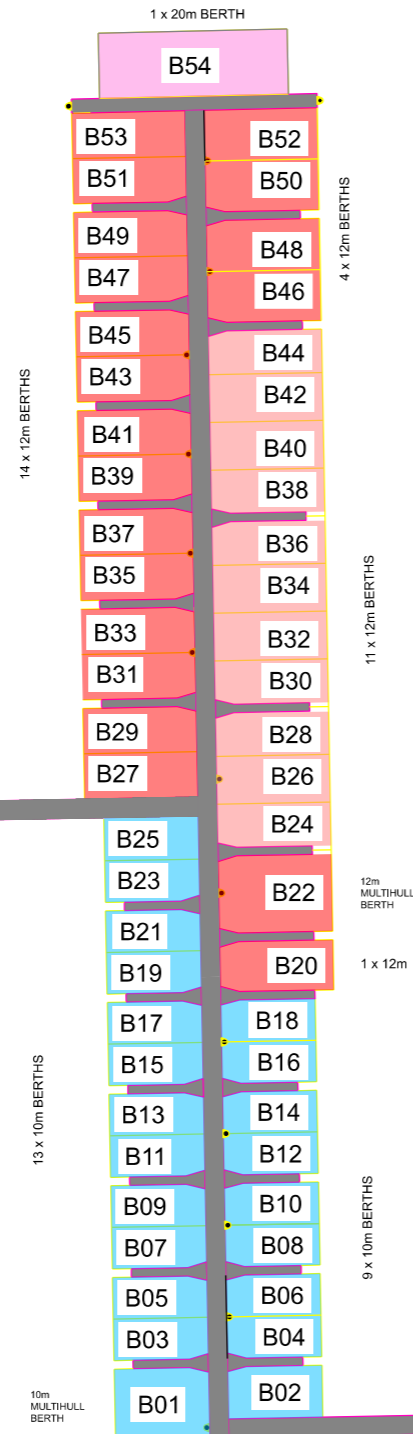 1 x 20m BERTH
B54
B53
B52
B51
B50
4 x 12m BERTHS
B49
B48
B47
B46
B45
B44
B43
B42
14 x 12m BERTHS
B41
B40
B39
B38
B37
B36
B35
B34
11 x 12m BERTHS
B33
B32
B31
B30
B29
B28
B27
B26
B25
B24
B23
B22
12m
MULTIHULL
BERTH
B21
B20
1 x 12m
B19
B18
B17
B16
B15
13 x 10m BERTHS
B14
B13
B12
B11
B10
B09
9 x 10m BERTHS
B08
B07
B06
B05
B04
B03
B02
B01
10m
MULTIHULL
BERTH